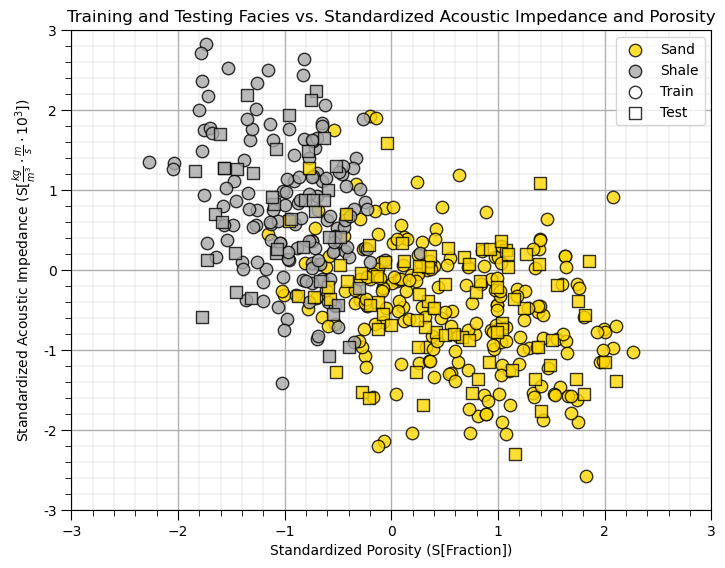 Training and Testing Facies vs. Standardized Acoustic Impedance and Porosity
Sand
Shale
Train
Test
3
2
1
0
-1
-2
-3
Standardized Acoustic Impedance (S[kg/m³ · m/s · 10³])
−3
−2
−1
0
1
2
3
Standardized Porosity (S[Fraction])